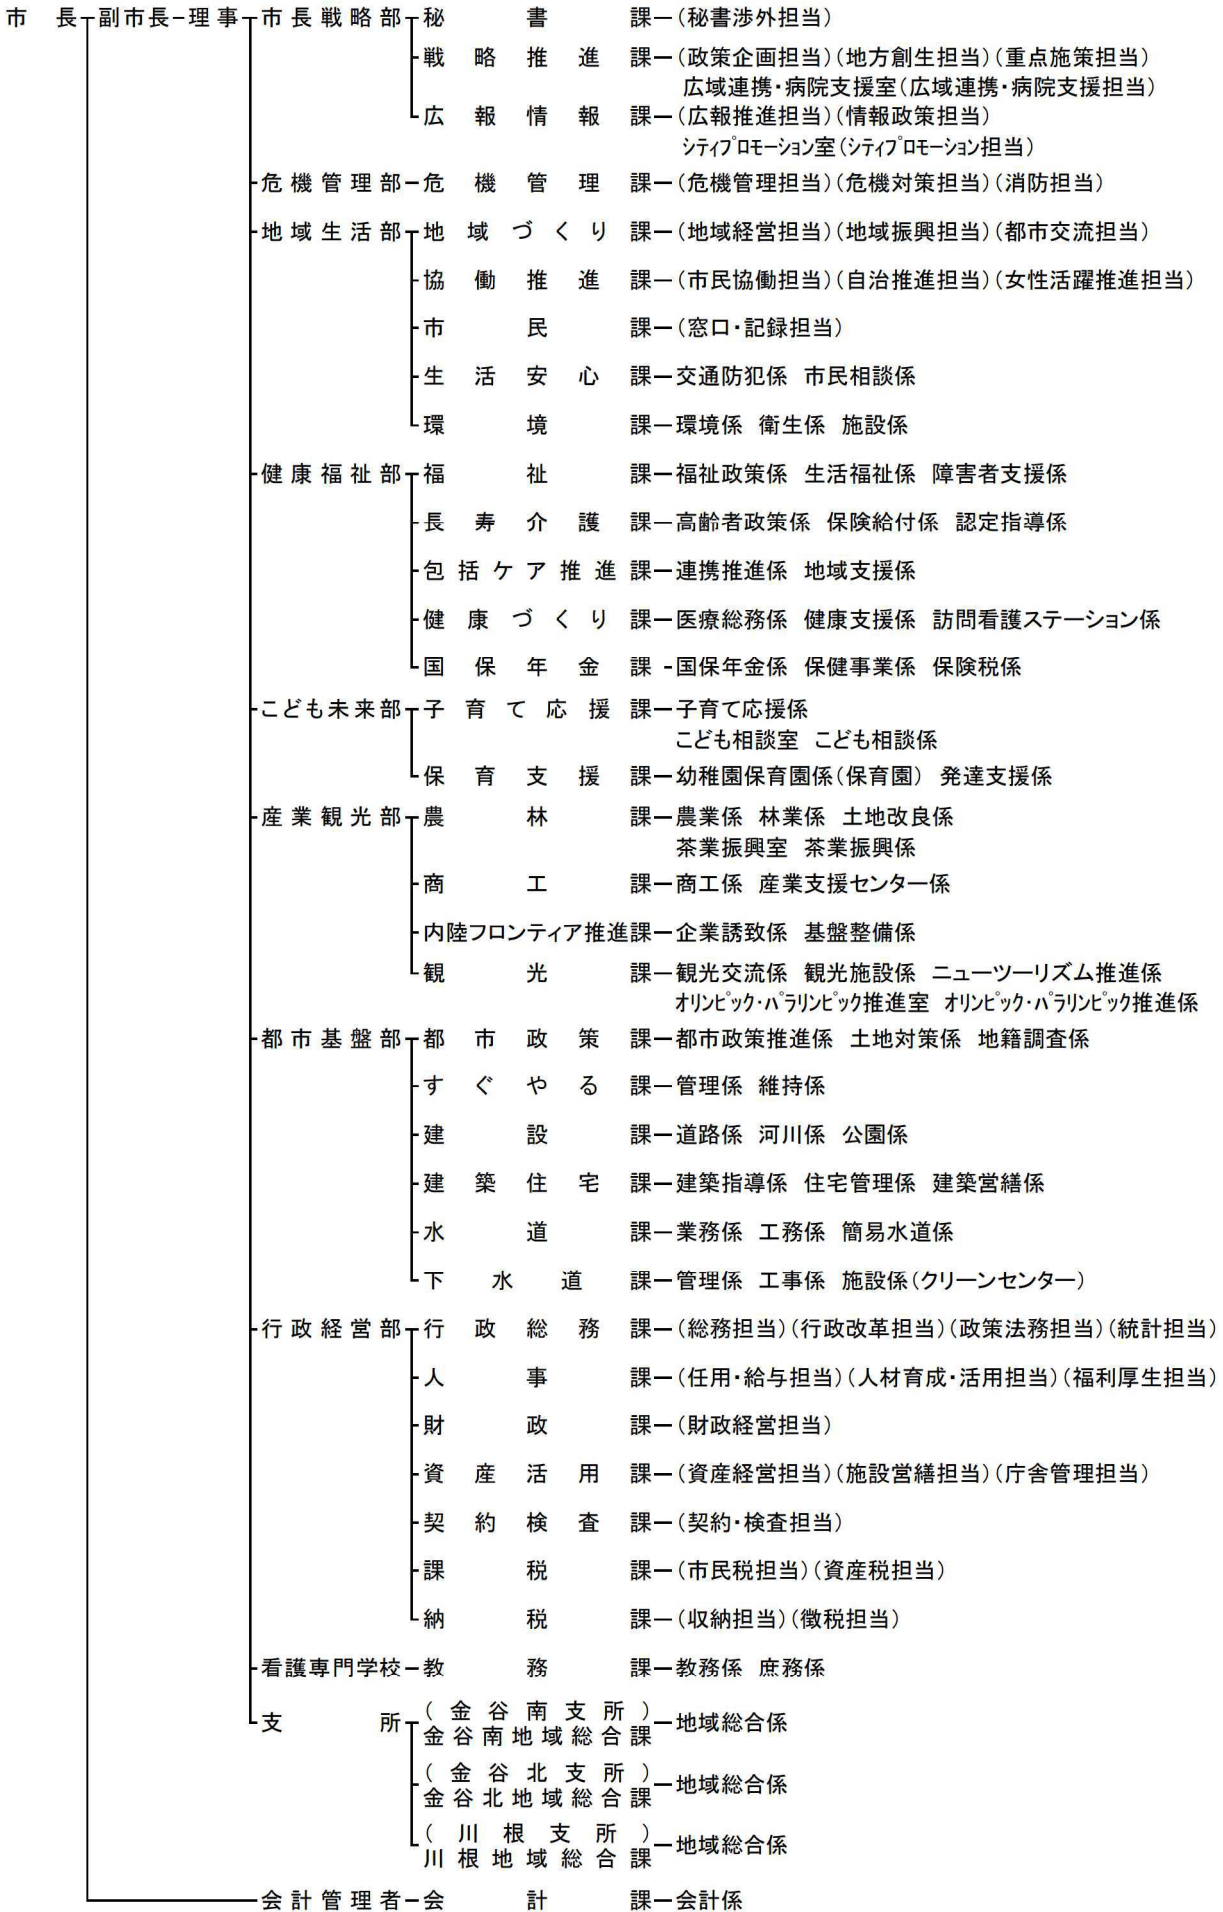 市長 副市長 理事 市長戦略部 秘書課 (秘書渉外担当)
戦略推進課 (政策企画担当)(地方創生担当)(重点施策担当)
広域連携・病院支援室(広域連携・病院支援担当)
広報情報課 (広報推進担当)(情報政策担当)
シティプロモーション室(シティプロモーション担当)
危機管理部 危機管理課 (危機管理担当)(危機対策担当)(消防担当)
地域生活部 地域づくり課 (地域経営担当)(地域振興担当)(都市交流担当)
協働推進課 (市民協働担当)(自治推進担当)(女性活躍推進担当)
市民課 (窓口・記録担当)
生活安心課 交通防犯係 市民相談係
環境課 環境係 衛生係 施設係
健康福祉部 福祉課 福祉政策係 生活福祉係 障害者支援係
長寿介護課 高齢者政策係 保険給付係 認定指導係
包括ケア推進課 連携推進係 地域支援係
健康づくり課 医療総務係 健康支援係 訪問看護ステーション係
国保年金課 国保年金係 保健事業係 保険税係
こども未来部 子育て応援課 子育て応援係
こども相談室 こども相談係
保育支援課 幼稚園保育園係(保育園) 発達支援係
産業観光部 農林課 農業係 林業係 土地改良係
茶業振興室 茶業振興係
商工課 商工係 産業支援センター係
内陸フロンティア推進課 企業誘致係 基盤整備係
観光課 観光交流係 観光施設係 ニューツーリズム推進係
オリンピック・パラリンピック推進室 オリンピック・パラリンピック推進係
都市基盤部 都市政策課 都市政策推進係 土地対策係 地籍調査係
すぐやる課 管理係 維持係
建設課 道路係 河川係 公園係
建築住宅課 建築指導係 住宅管理係 建築営繕係
水道課 業務係 工務係 簡易水道係
下水道課 管理係 工事係 施設係(クリーンセンター)
行政経営部 行政総務課 (総務担当)(行政改革担当)(政策法務担当)(統計担当)
人事課 (任用・給与担当)(人材育成・活用担当)(福利厚生担当)
財政課 (財政経営担当)
資産活用課 (資産経営担当)(施設営繕担当)(庁舎管理担当)
契約検査課 (契約・検査担当)
課税課 (市民税担当)(資産税担当)
納税課 (収納担当)(徴税担当)
看護専門学校 教務課 教務係 庶務係
支所 (金谷南支所)
金谷南地域総合課 地域総合係
(金谷北支所)
金谷北地域総合課 地域総合係
(川根支所)
川根地域総合課 地域総合係
会計管理者 会計課 会計係